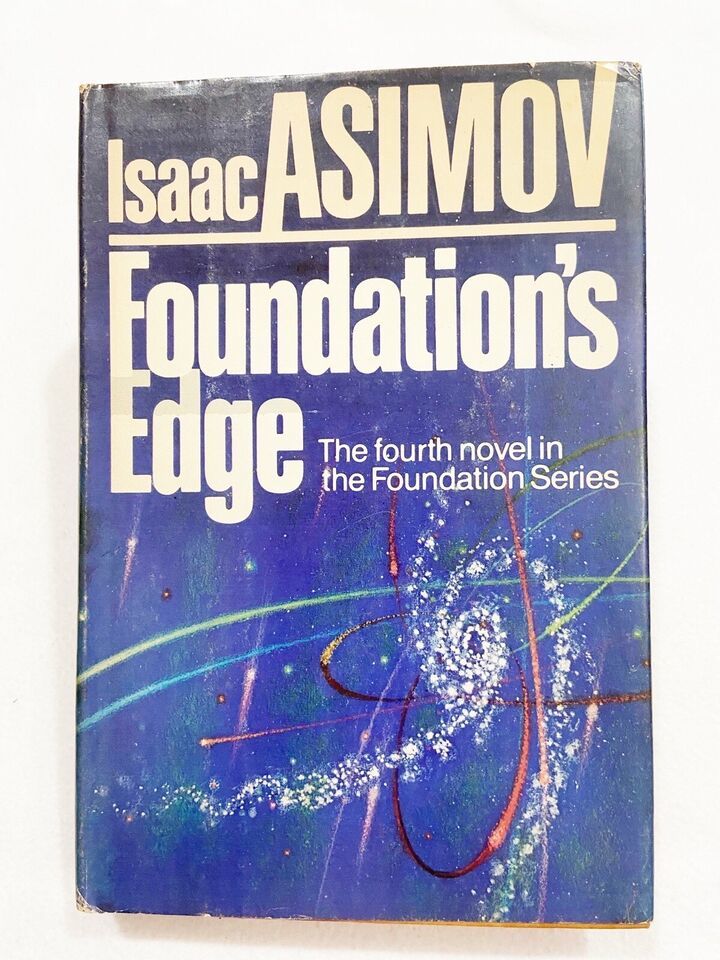 Isaac ASIMOV
Foundation's
Edge
The fourth novel in
the Foundation Series